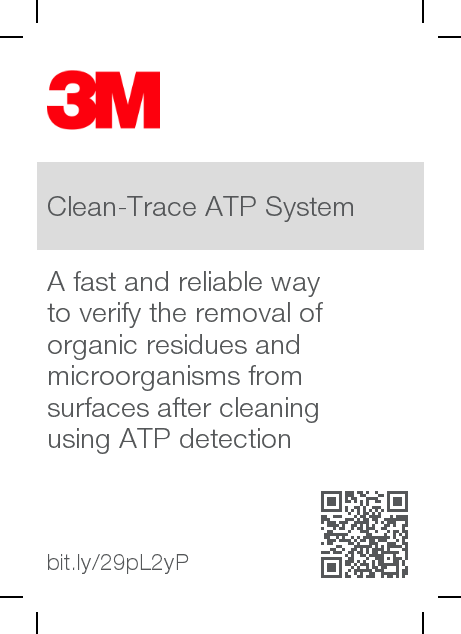 3M
Clean-Trace ATP System
A fast and reliable way
to verify the removal of
organic residues and
microorganisms from
surfaces after cleaning
using ATP detection
bit.ly/29pL2yP